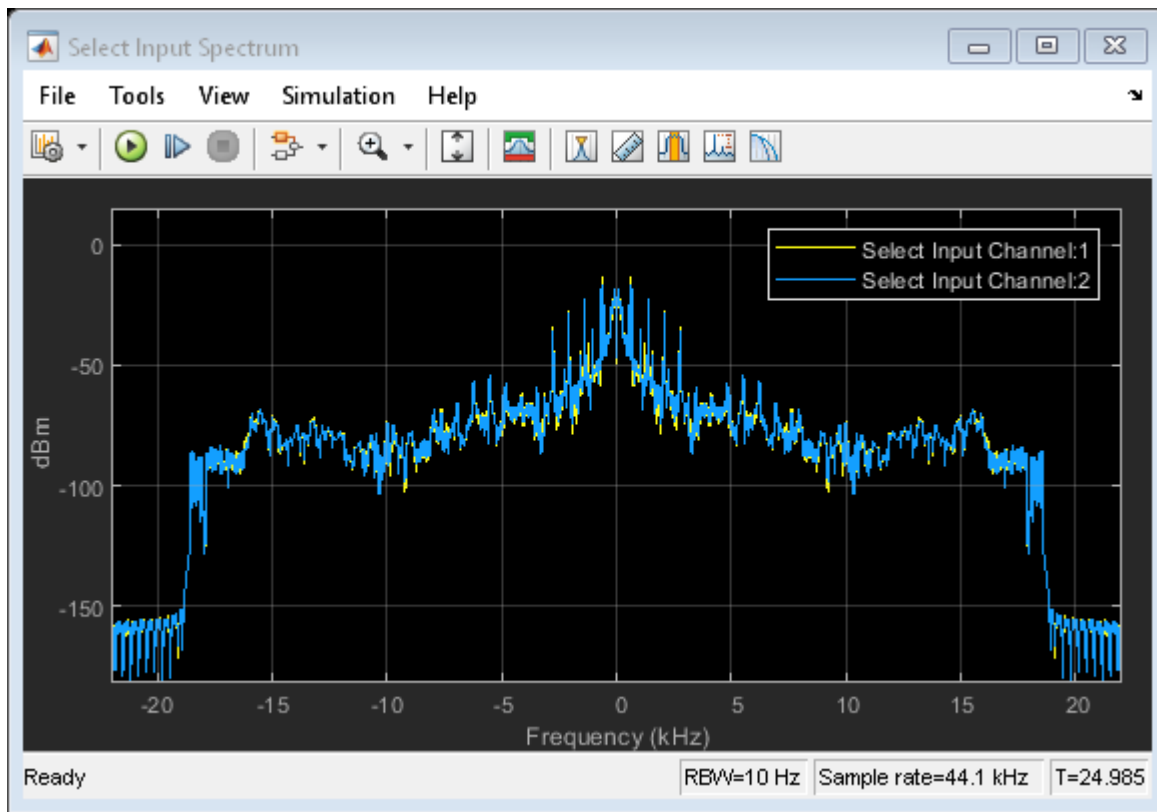 Select Input Spectrum
File Tools View Simulation Help
Select Input Channel:1
Select Input Channel:2
0
-50
-100
-150
dBm
-20 -15 -10 -5 0 5 10 15 20
Frequency (kHz)
Ready RBW=10 Hz Sample rate=44.1 kHz T=24.985